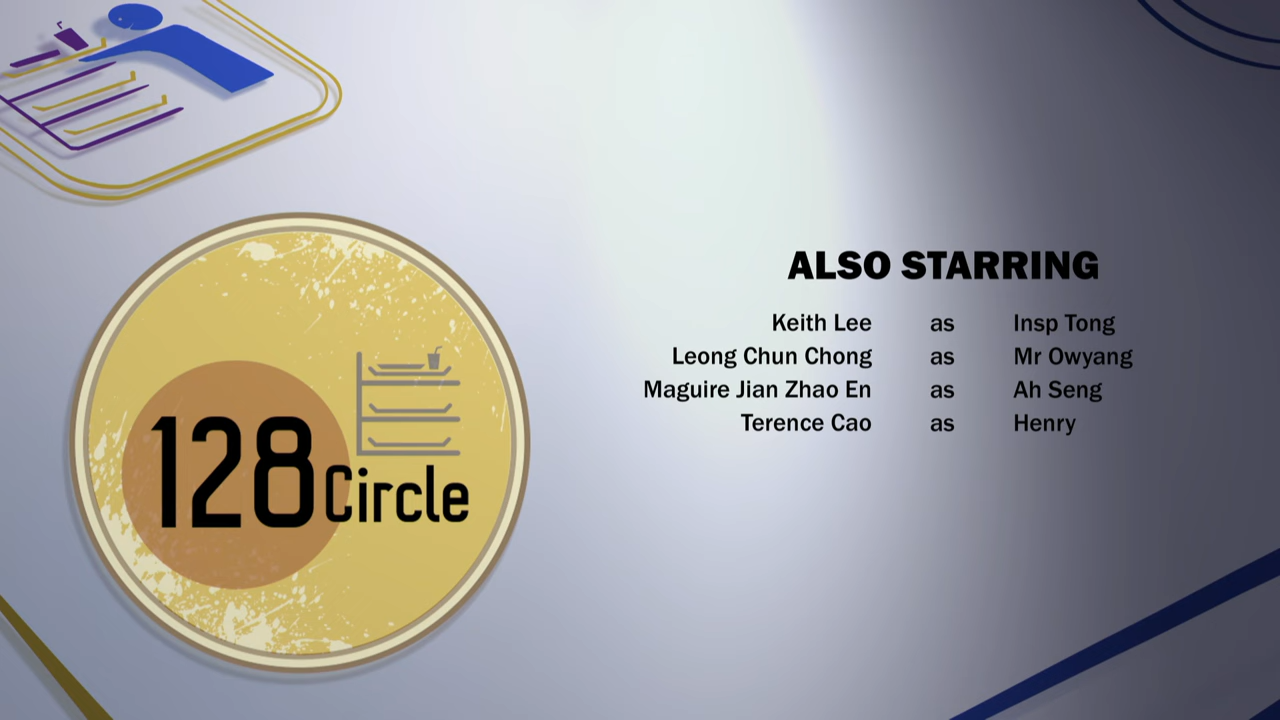 128 Circle
ALSO STARRING
Keith Lee as Insp Tong
Leong Chun Chong as Mr Owyang
Maguire Jian Zhao En as Ah Seng
Terence Cao as Henry